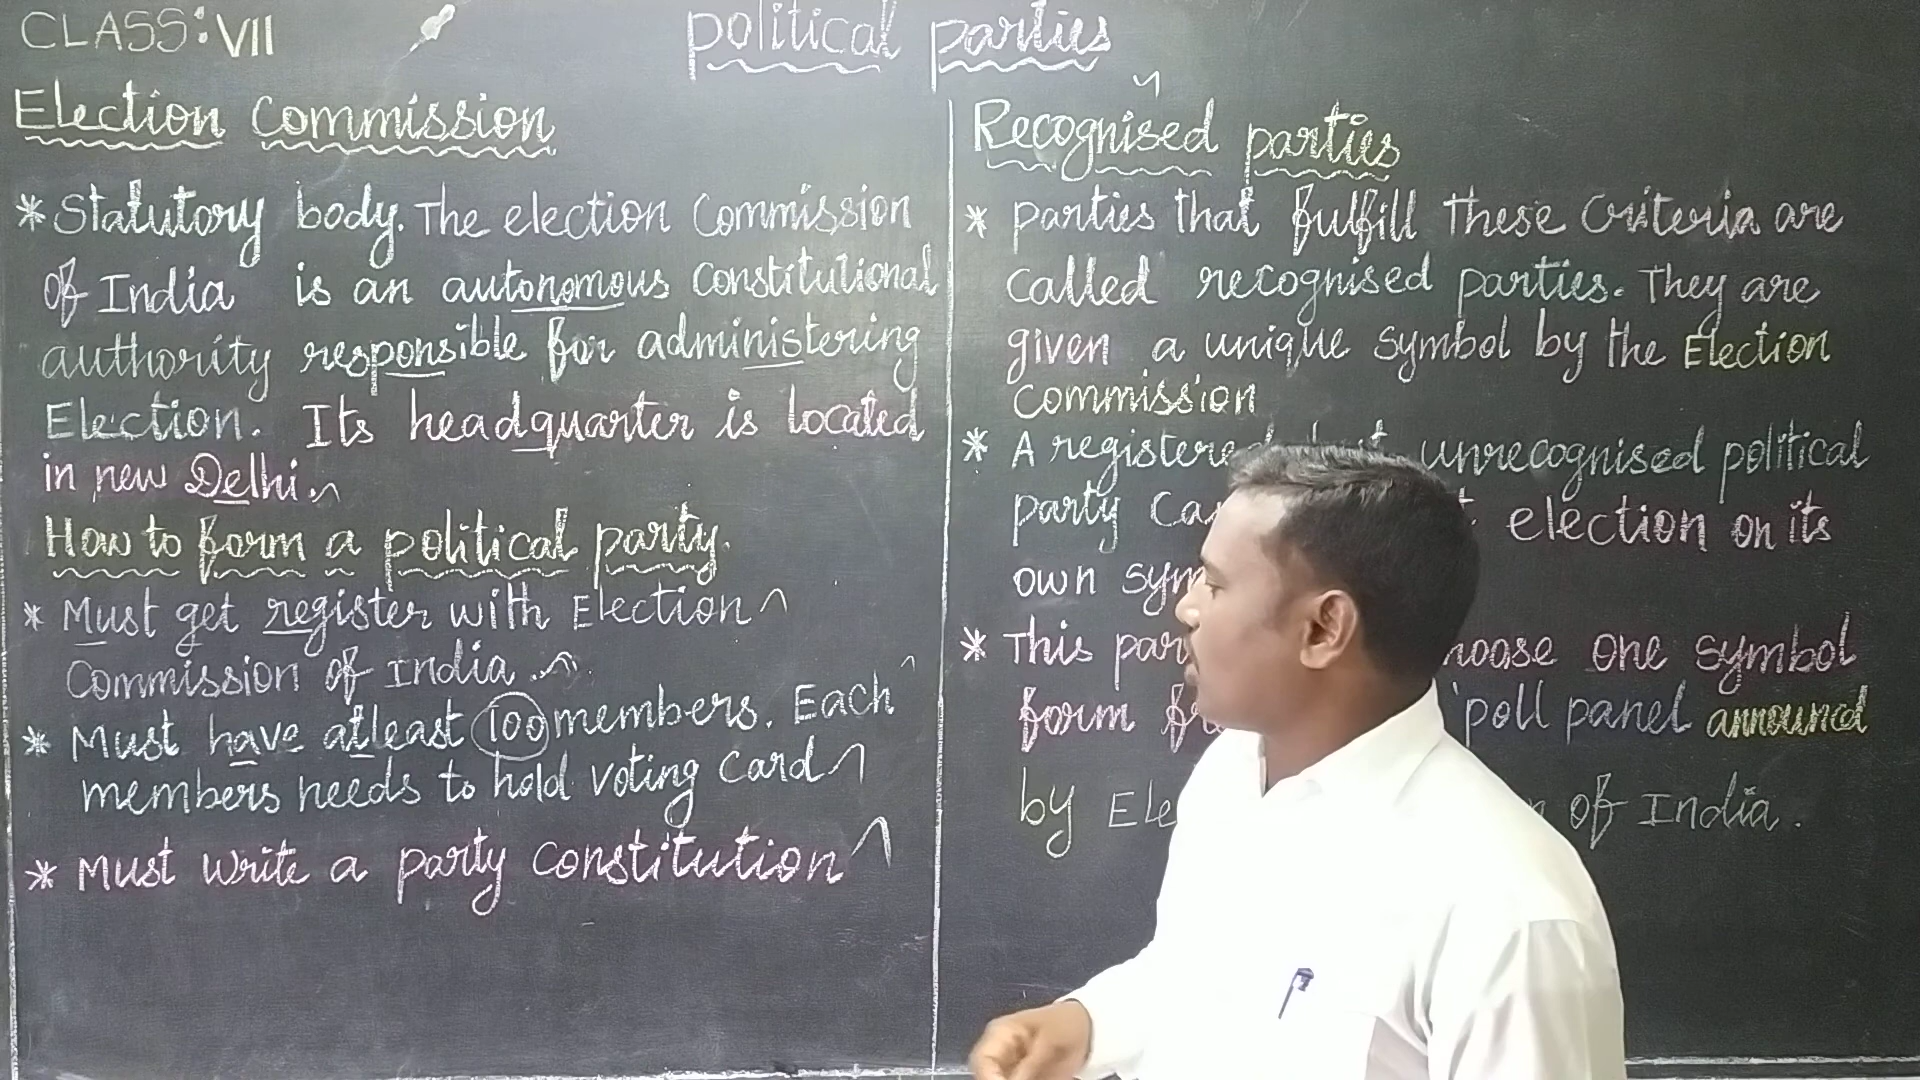 CLASS: VII
political parties
Election Commission
* Statutory body. The election Commission
of India is an autonomous Constitutional
authority responsible for administering
Election. Its headquarter is located
in new Delhi.
How to form a political party.
* Must get register with Election
Commission of India.
* Must have atleast 100 members. Each
members needs to hold voting Card
* Must write a party Constitution
Recognised parties
* parties that fulfill these Criteria are
Called recognised parties. They are
given a unique symbol by the Election
Commission
* A unrecognised political
party election on its
own
* This one symbol
form poll panel announced
by of India.